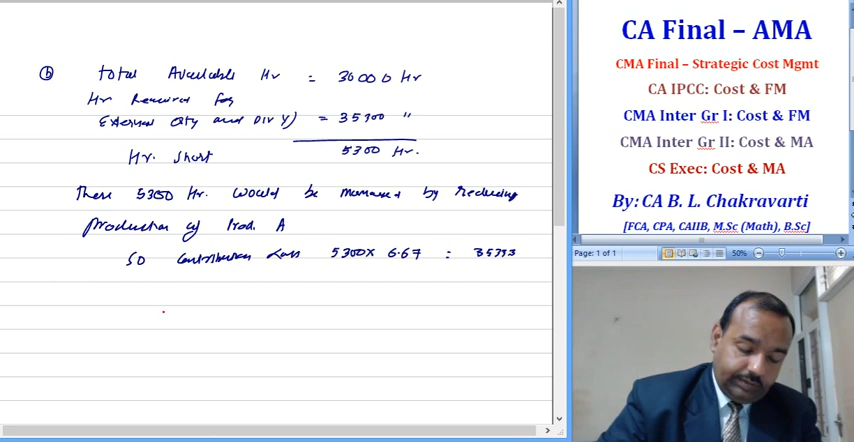 (b) Total Available Hr = 30000 Hr
Hr Required for
External Qty and Div Y) = 35300 "
Hr. Short 5300 Hr.
These 5300 Hr. would be managed by reducing
production of Prod. A
SO Contribution Loss 5300 x 6.67 =
CA Final – AMA
CMA Final – Strategic Cost Mgmt
CA IPCC: Cost & FM
CMA Inter Gr I: Cost & FM
CMA Inter Gr II: Cost & MA
CS Exec: Cost & MA
By: CA B. L. Chakravarti
[FCA, CPA, CAIIB, M.Sc (Math), B.Sc]
Page: 1 of 1 50%